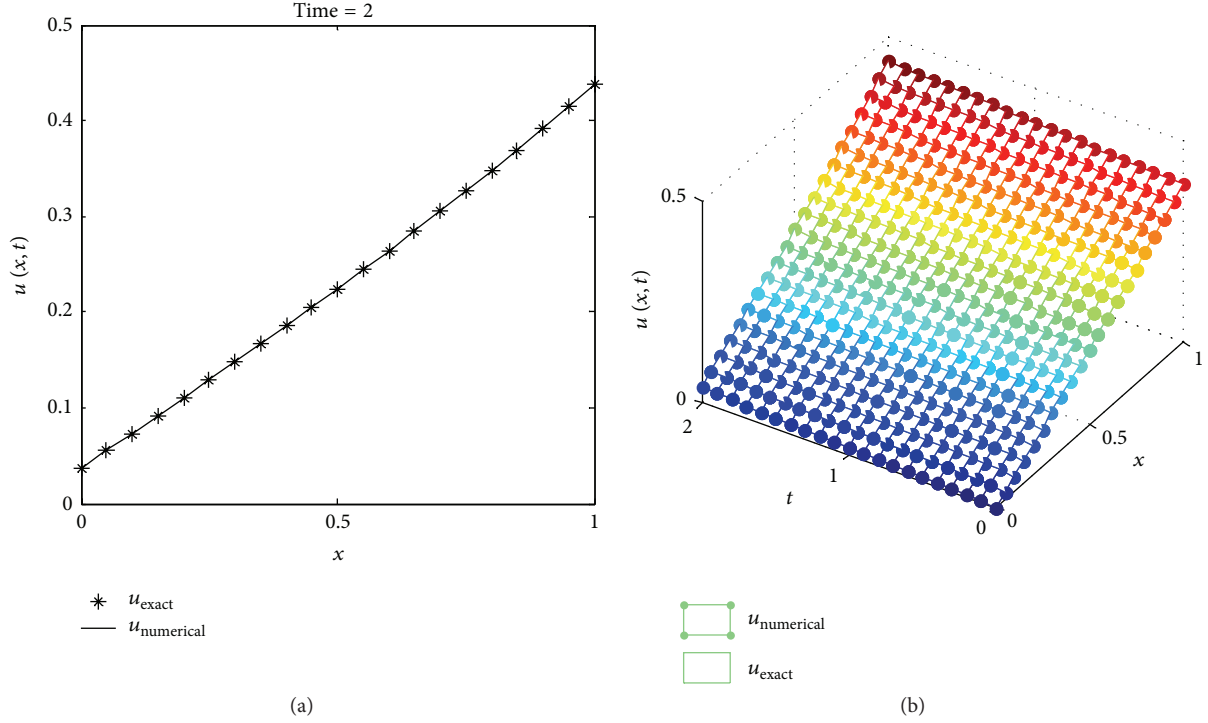 Time = 2
0.5
0.4
0.3
0.2
0.1
0
u (x, t)
0
0.5
1
x
u_exact
u_numerical
(a)
0.5
0
u (x, t)
2
1
0
t
0
0.5
1
x
u_numerical
u_exact
(b)